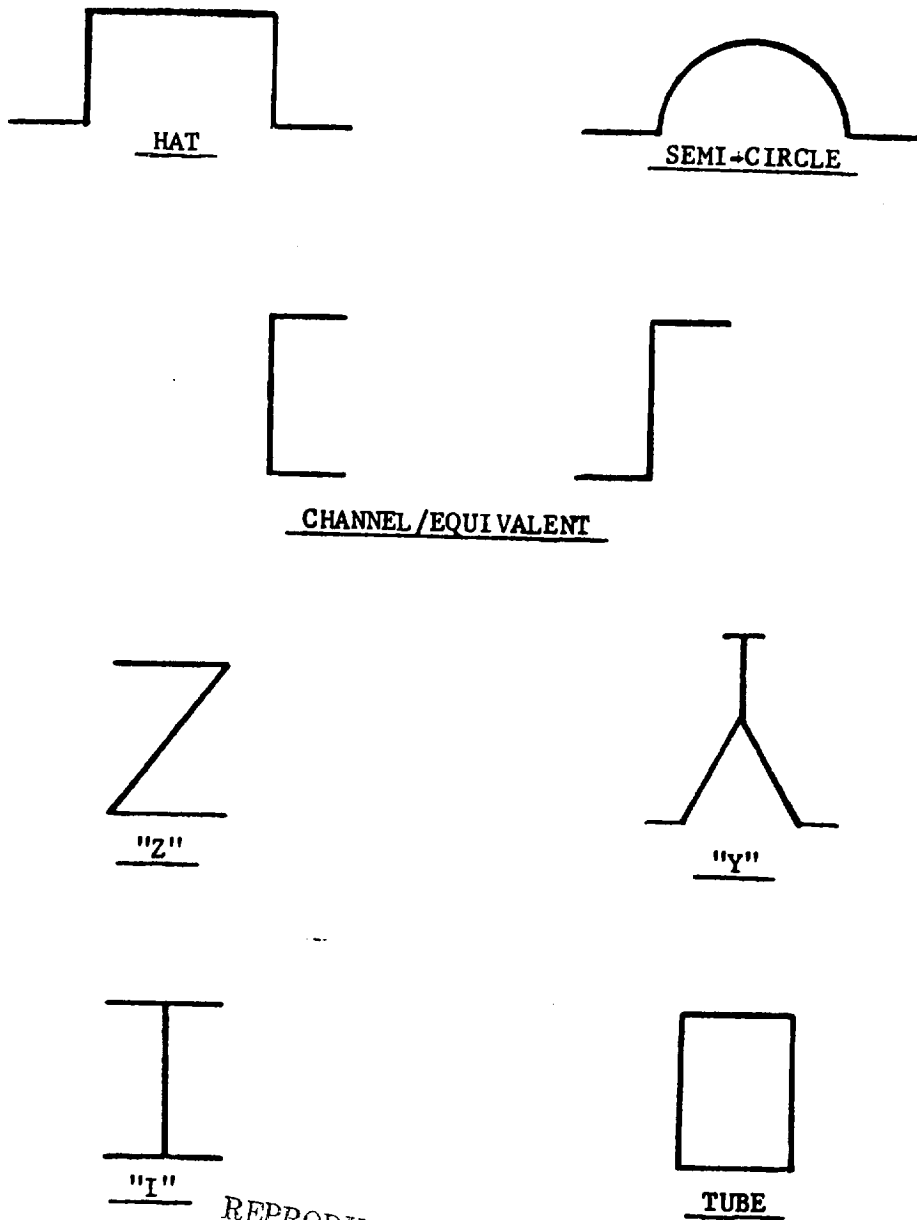 HAT
SEMI-CIRCLE
CHANNEL/EQUIVALENT
"Z"
"Y"
"I"
TUBE